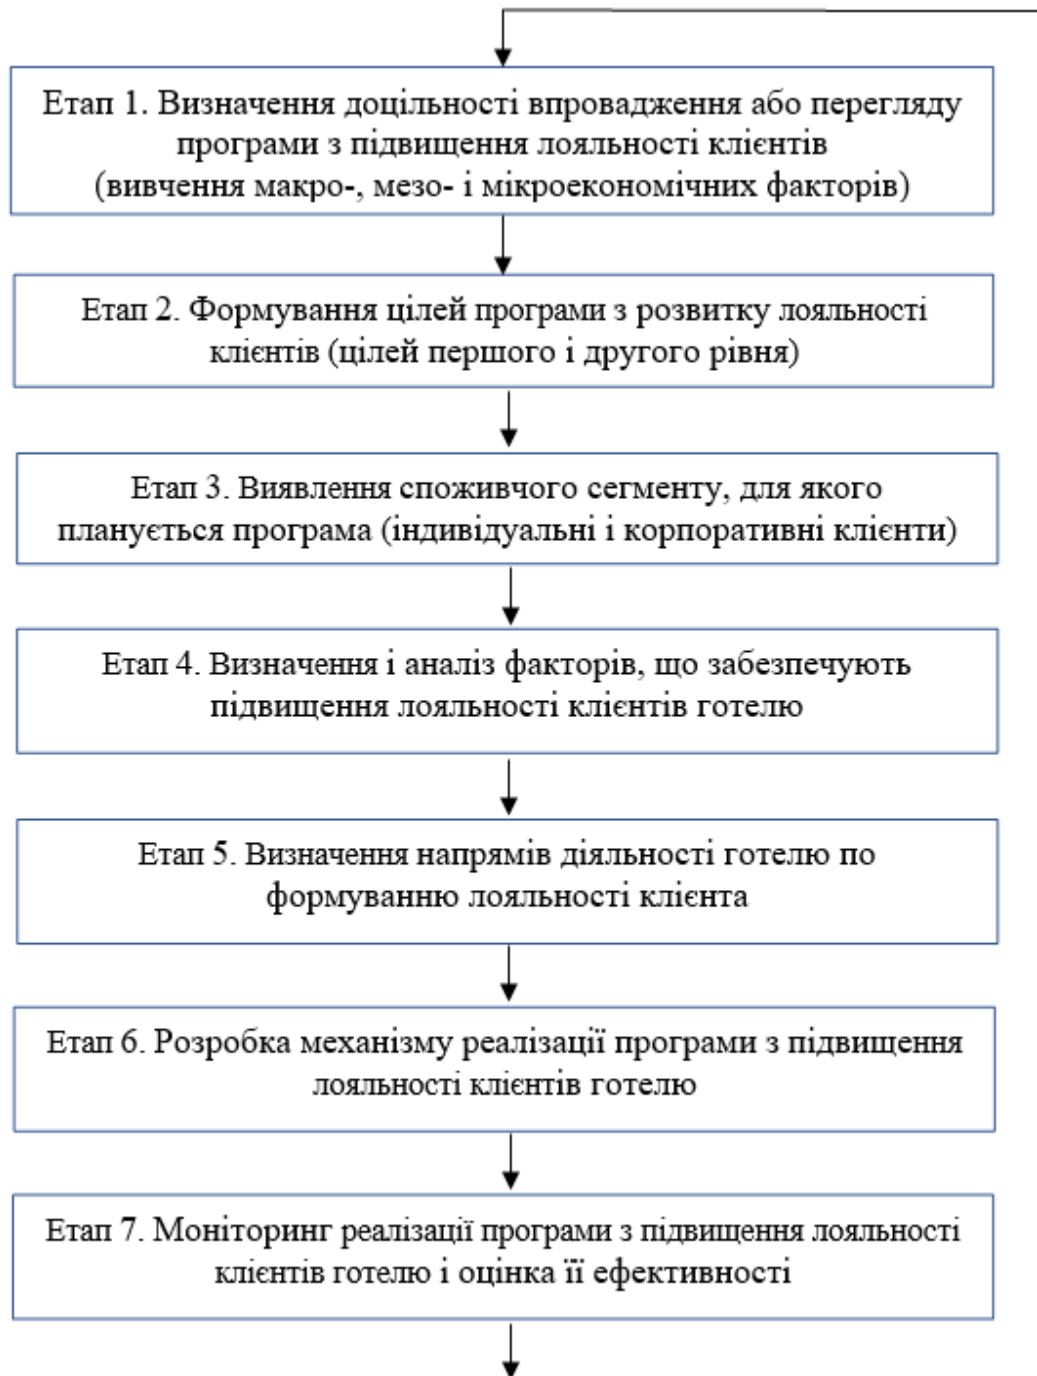 Етап 1. Визначення доцільності впровадження або перегляду
програми з підвищення лояльності клієнтів
(вивчення макро-, мезо- і мікроекономічних факторів)
Етап 2. Формування цілей програми з розвитку лояльності
клієнтів (цілей першого і другого рівня)
Етап 3. Виявлення споживчого сегменту, для якого
планується програма (індивідуальні і корпоративні клієнти)
Етап 4. Визначення і аналіз факторів, що забезпечують
підвищення лояльності клієнтів готелю
Етап 5. Визначення напрямів діяльності готелю по
формуванню лояльності клієнта
Етап 6. Розробка механізму реалізації програми з підвищення
лояльності клієнтів готелю
Етап 7. Моніторинг реалізації програми з підвищення лояльності
клієнтів готелю і оцінка її ефективності